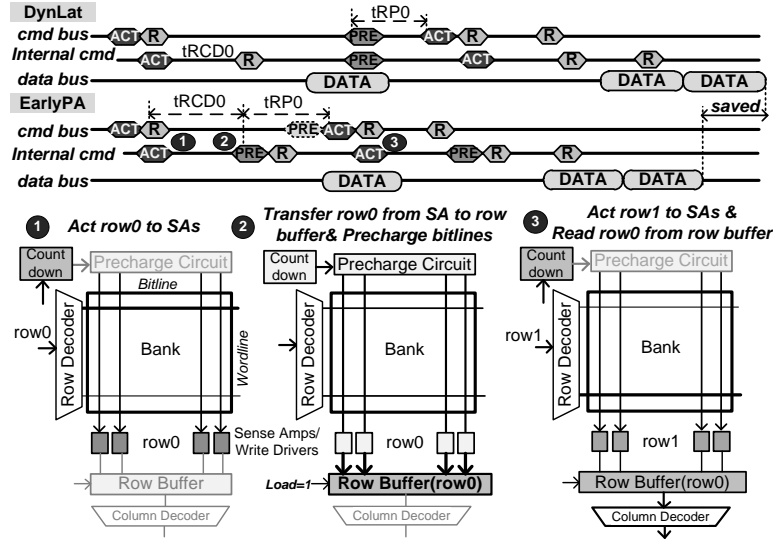 DynLat
tRP0
cmd bus ACT R PRE ACT R R
Internal cmd ACT tRCD0 R PRE ACT R R
data bus DATA DATA DATA
EarlyPA tRCD0 tRP0 saved
cmd bus ACT R PRE ACT R R
Internal cmd ACT 1 2 PRE R ACT 3 PRE R R
data bus DATA DATA DATA
1 Act row0 to SAs
2 Transfer row0 from SA to row
buffer& Precharge bitlines
3 Act row1 to SAs &
Read row0 from row buffer
Count
down
Precharge Circuit
Bitline
row0
Row Decoder
Bank
Wordline
row0
Sense Amps/
Write Drivers
Row Buffer
Column Decoder
Count
down
Precharge Circuit
Row Decoder
Bank
row0
Load=1
Row Buffer(row0)
Column Decoder
Count
down
Precharge Circuit
row1
Row Decoder
Bank
row1
Row Buffer(row0)
Column Decoder